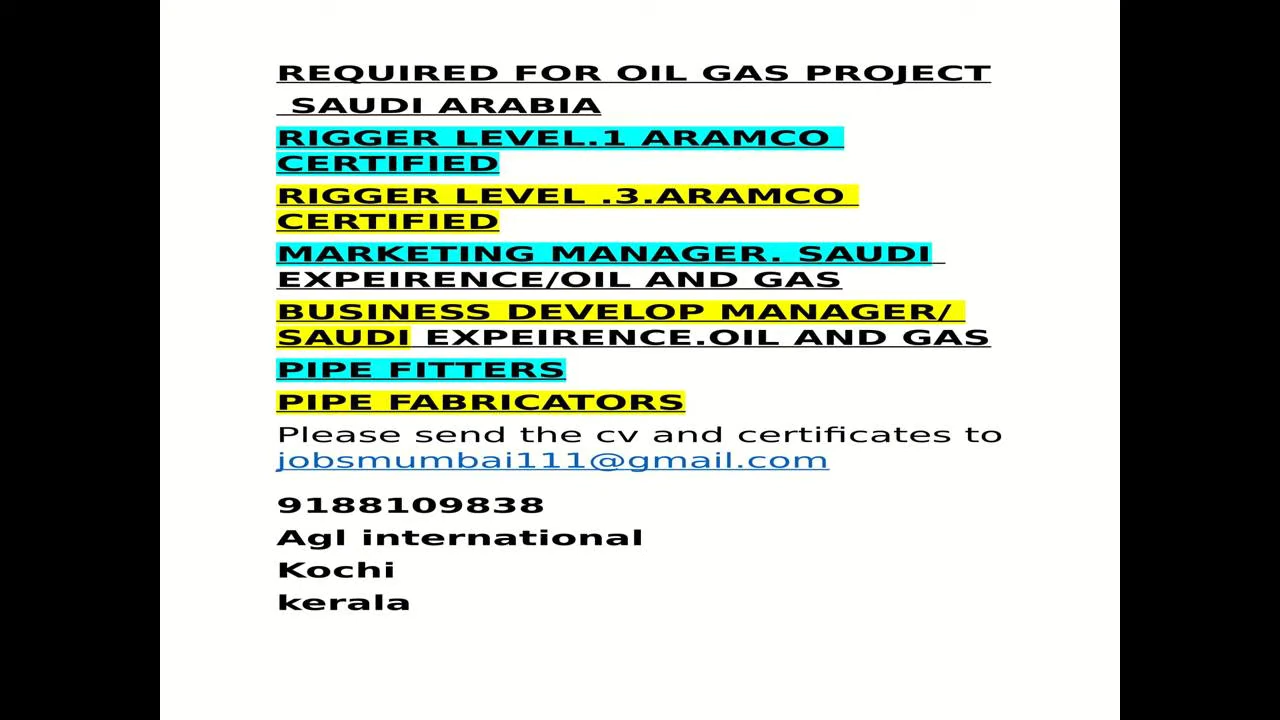 REQUIRED FOR OIL GAS PROJECT
SAUDI ARABIA
RIGGER LEVEL.1 ARAMCO
CERTIFIED
RIGGER LEVEL .3.ARAMCO
CERTIFIED
MARKETING MANAGER. SAUDI
EXPEIRENCE/OIL AND GAS
BUSINESS DEVELOP MANAGER/
SAUDI EXPEIRENCE.OIL AND GAS
PIPE FITTERS
PIPE FABRICATORS
Please send the cv and certificates to
jobsmumbai111@gmail.com
9188109838
Agl international
Kochi
kerala